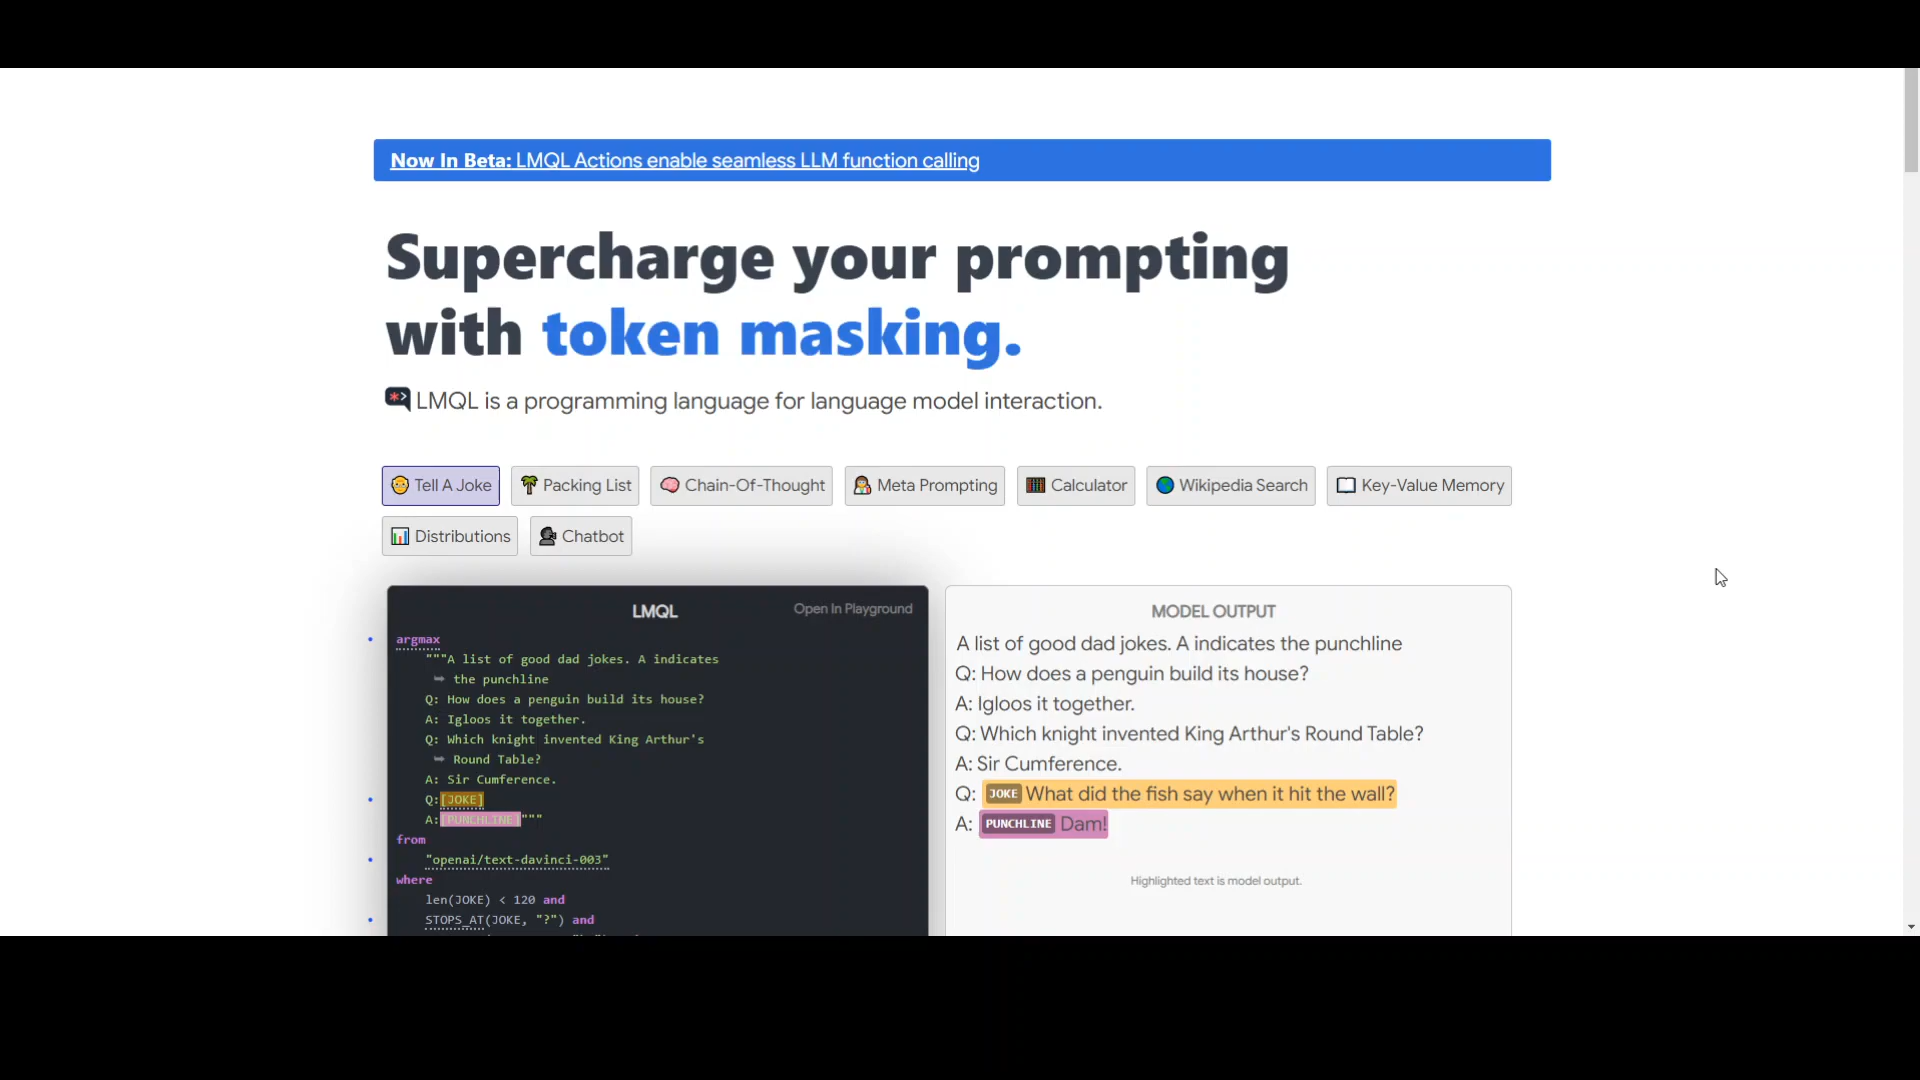 Now In Beta: LMQL Actions enable seamless LLM function calling
Supercharge your prompting
with token masking.
LMQL is a programming language for language model interaction.
Tell A Joke
Packing List
Chain-Of-Thought
Meta Prompting
Calculator
Wikipedia Search
Key-Value Memory
Distributions
Chatbot
LMQL
Open In Playground
argmax
"""A list of good dad jokes. A indicates
the punchline
Q: How does a penguin build its house?
A: Igloos it together.
Q: Which knight invented King Arthur's
Round Table?
A: Sir Cumference.
Q:[JOKE]
A:[PUNCHLINE]"""
from
"openai/text-davinci-003"
where
len(JOKE) < 120 and
STOPS_AT(JOKE, "?") and
MODEL OUTPUT
A list of good dad jokes. A indicates the punchline
Q: How does a penguin build its house?
A: Igloos it together.
Q: Which knight invented King Arthur's Round Table?
A: Sir Cumference.
Q: JOKE What did the fish say when it hit the wall?
A: PUNCHLINE Dam!
Highlighted text is model output.